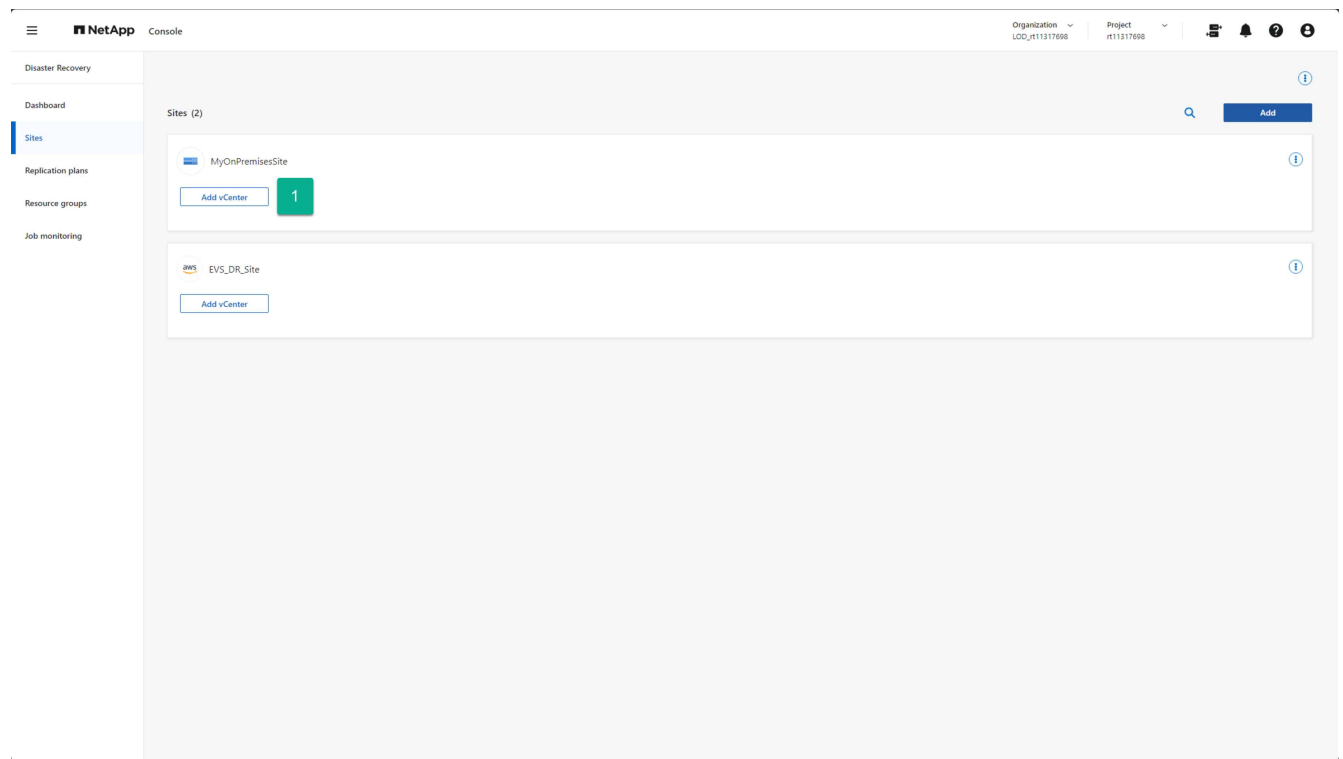 NetApp Console
Organization
LOD_rt11317698
Project
rt11317698
Disaster Recovery
Dashboard
Sites
Replication plans
Resource groups
Job monitoring
Sites (2)
Add
MyOnPremisesSite
Add vCenter
1
aws
EVS_DR_Site
Add vCenter